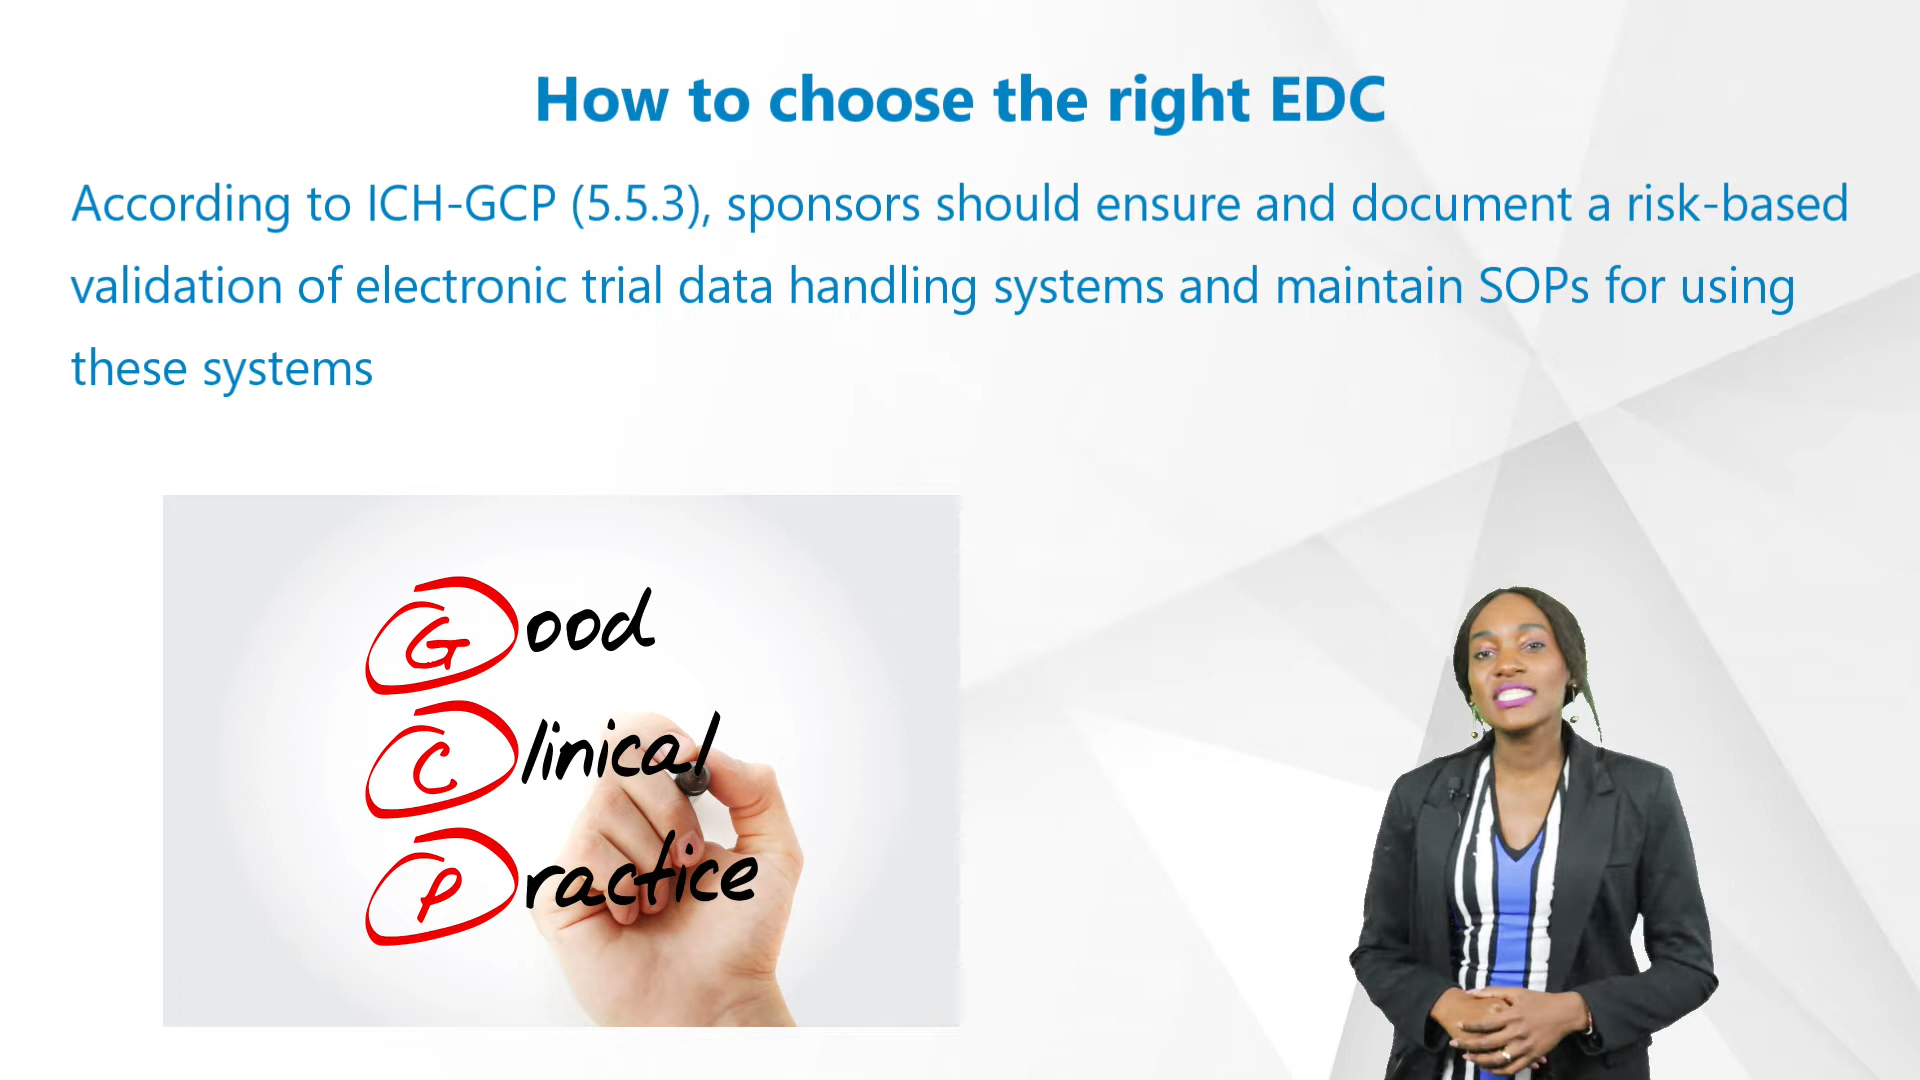 How to choose the right EDC
According to ICH-GCP (5.5.3), sponsors should ensure and document a risk-based
validation of electronic trial data handling systems and maintain SOPs for using
these systems
Good
Clinical
Practice